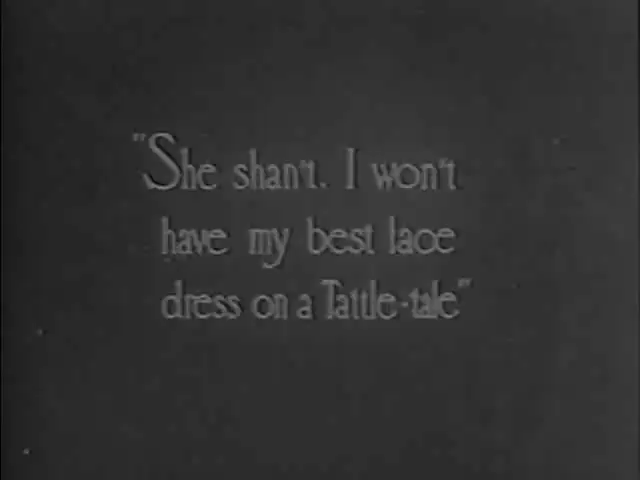 "She shan't. I won't
have my best lace
dress on a Tattle-tale"